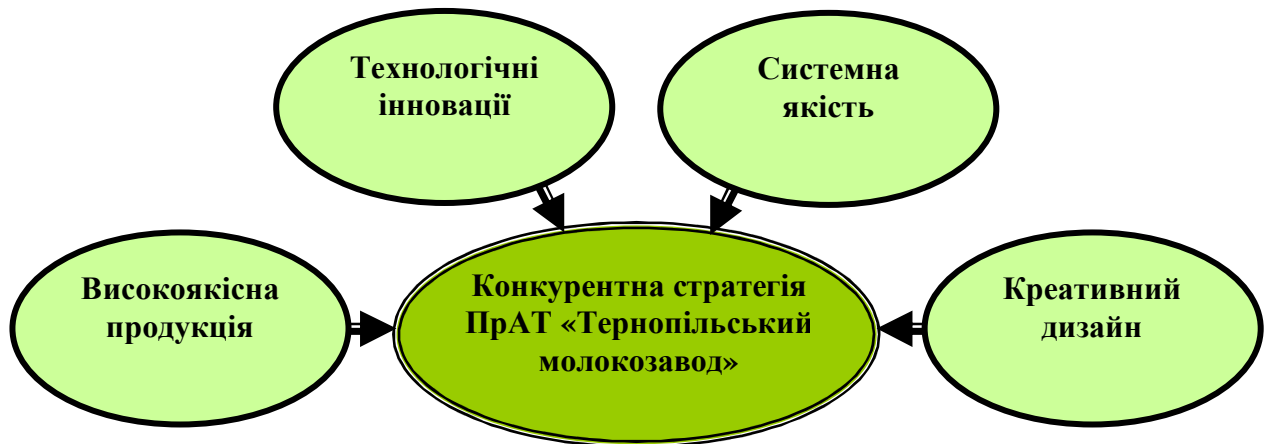 Технологічні
інновації
Системна
якість
Високоякісна
продукція
Конкурентна стратегія
ПрАТ «Тернопільський
молокозавод»
Креативний
дизайн